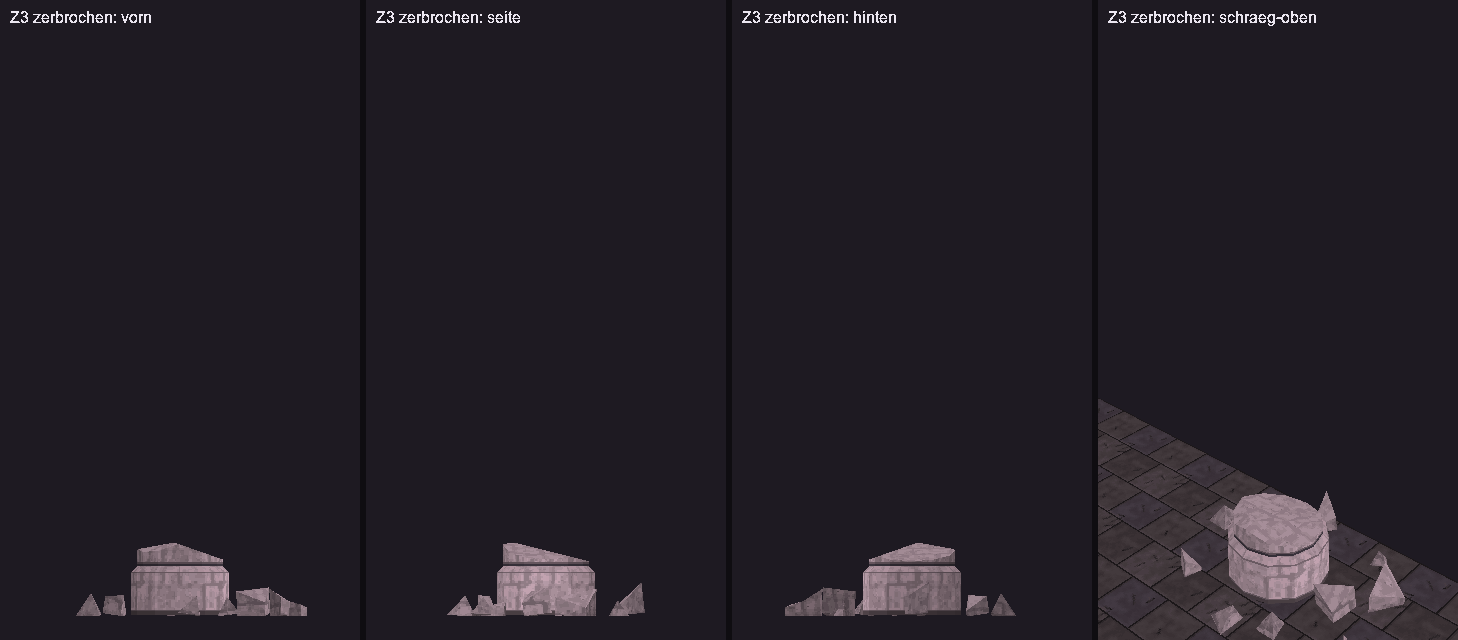 Z3 zerbrochen: vorn
Z3 zerbrochen: seite
Z3 zerbrochen: hinten
Z3 zerbrochen: schraeg-oben